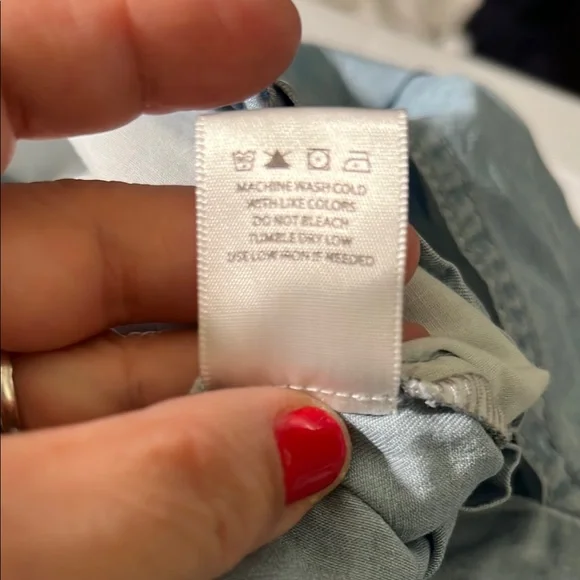 MACHINE WASH COLD
WITH LIKE COLORS
DO NOT BLEACH
TUMBLE DRY LOW
USE LOW IRON IF NEEDED